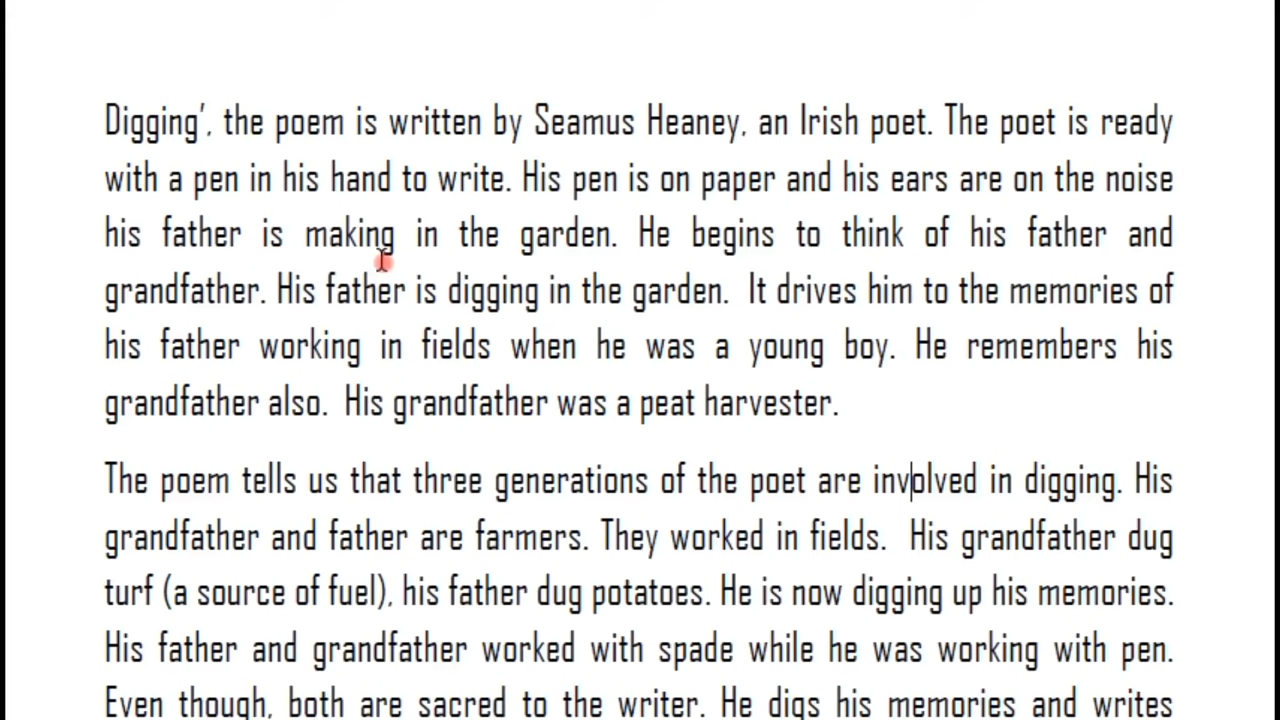 Digging’, the poem is written by Seamus Heaney, an Irish poet. The poet is ready
with a pen in his hand to write. His pen is on paper and his ears are on the noise
his father is making in the garden. He begins to think of his father and
grandfather. His father is digging in the garden.  It drives him to the memories of
his father working in fields when he was a young boy. He remembers his
grandfather also.  His grandfather was a peat harvester.
The poem tells us that three generations of the poet are involved in digging. His
grandfather and father are farmers. They worked in fields.  His grandfather dug
turf (a source of fuel), his father dug potatoes. He is now digging up his memories.
His father and grandfather worked with spade while he was working with pen.
Even though, both are sacred to the writer. He digs his memories and writes